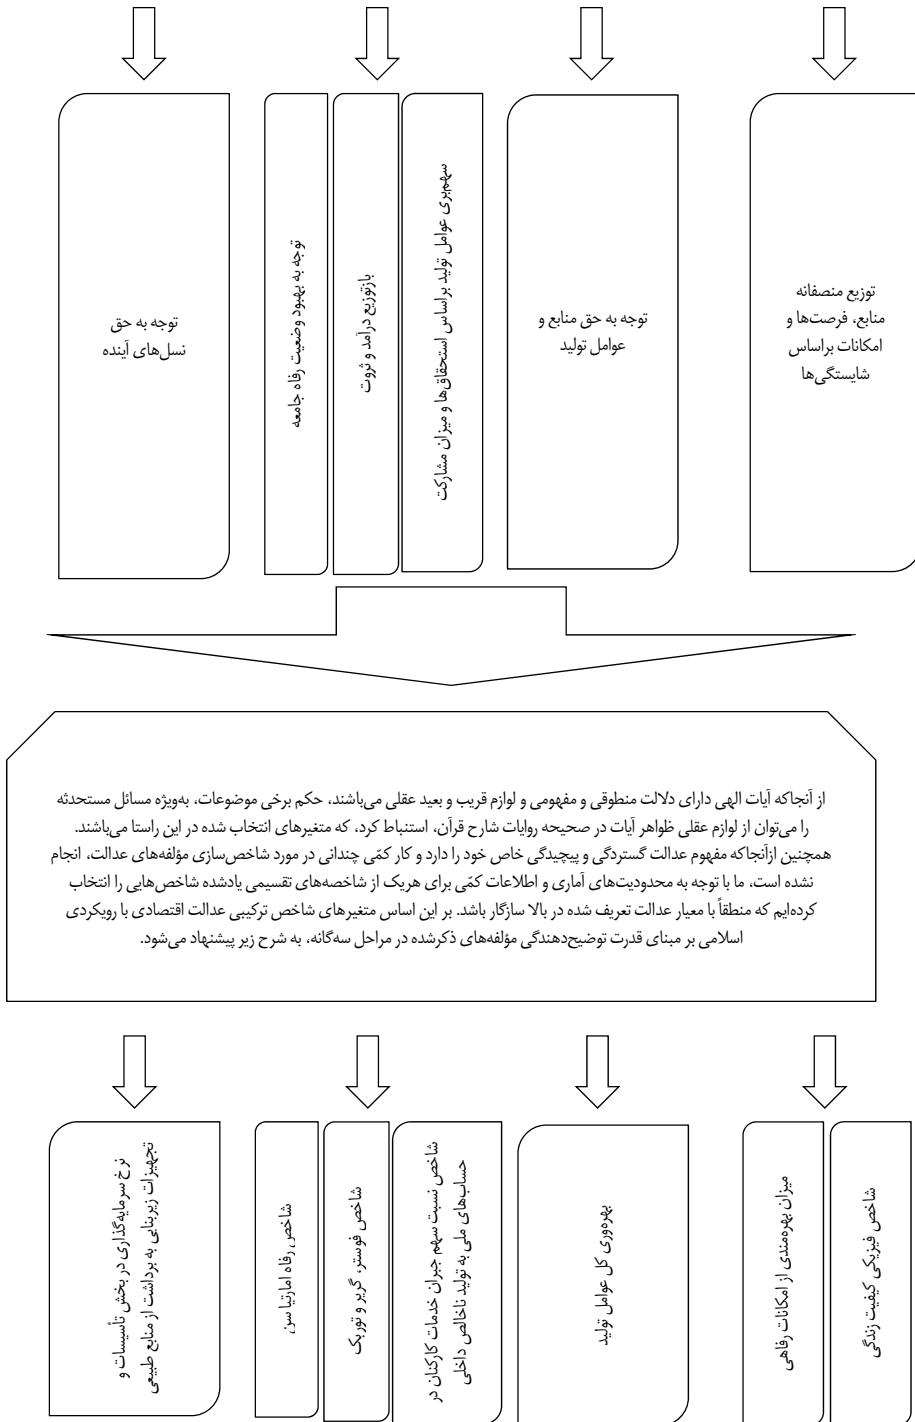 توزیع منصفانه
منابع، فرصت‌ها و
امکانات براساس
شایستگی‌ها
توجه به حق منابع و
عوامل تولید
سهم‌بری عوامل تولید براساس استحقاق‌ها و میزان مشارکت
بازتوزیع درآمد و ثروت
توجه به بهبود وضعیت رفاه جامعه
توجه به حق
نسل‌های آینده
از آنجاکه آیات الهی دارای دلالت منطوقی و مفهومی و لوازم قریب و بعید عقلی می‌باشند، حکم برخی موضوعات، به‌ویژه مسائل مستحدثه
را می‌توان از لوازم عقلی ظواهر آیات در صحیحه روایات شارح قرآن، استنباط کرد، که متغیرهای انتخاب شده در این راستا می‌باشند.
همچنین ازآنجاکه مفهوم عدالت گستردگی و پیچیدگی خاص خود را دارد و کار کمّی چندانی در مورد شاخص‌سازی مؤلفه‌های عدالت، انجام
نشده است، ما با توجه به محدودیت‌های آماری و اطلاعات کمّی برای هریک از شاخصه‌های تقسیمی یادشده شاخص‌هایی را انتخاب
کرده‌ایم که منطقاً با معیار عدالت تعریف شده در بالا سازگار باشد. بر این اساس متغیرهای شاخص ترکیبی عدالت اقتصادی با رویکردی
اسلامی بر مبنای قدرت توضیح‌دهندگی مؤلفه‌های ذکرشده در مراحل سه‌گانه، به شرح زیر پیشنهاد می‌شود.
شاخص فیزیکی کیفیت زندگی
میزان بهره‌مندی از امکانات رفاهی
بهره‌وری کل عوامل تولید
شاخص نسبت سهم جبران خدمات کارکنان در
حساب‌های ملی به تولید ناخالص داخلی
شاخص فوستر، گریر و توربک
شاخص رفاه امارتیا سن
نرخ سرمایه‌گذاری در بخش تأسیسات و
تجهیزات زیربنایی به برداشت از منابع طبیعی